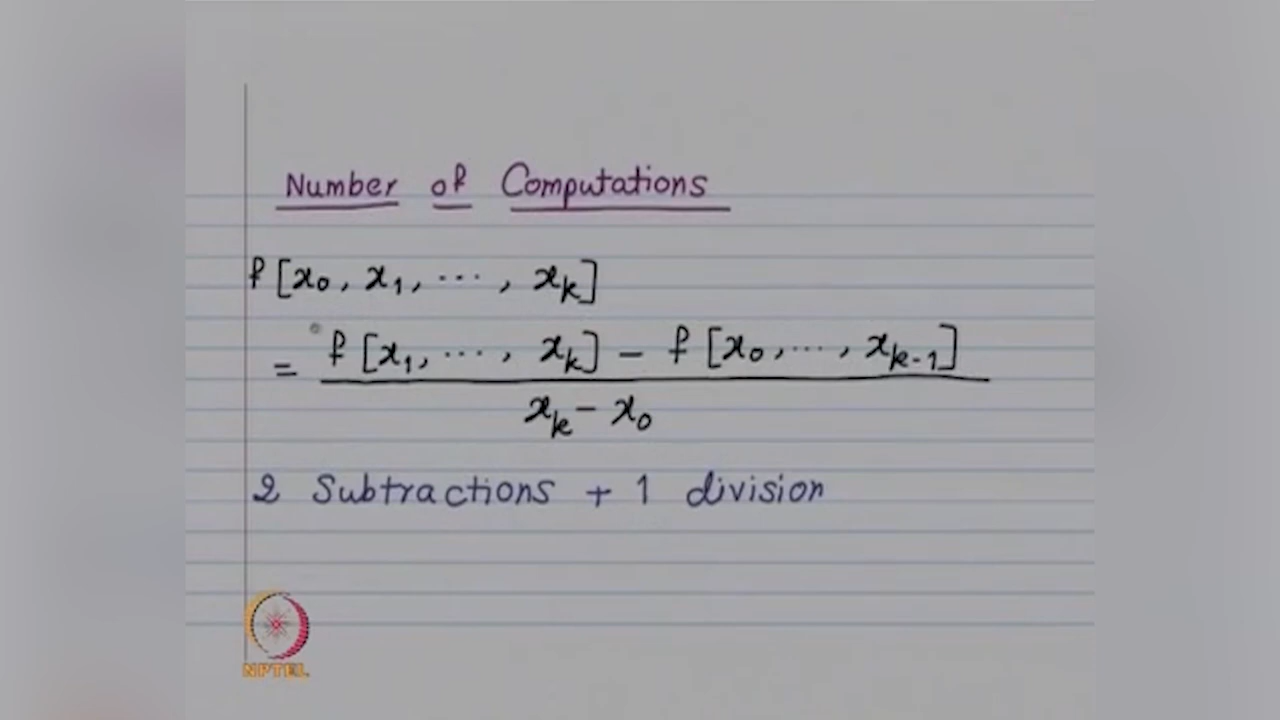 Number of Computations
f[x₀, x₁, ⋯, xₖ]
= f[x₁, ⋯, xₖ] - f[x₀, ⋯, xₖ₋₁]
xₖ - x₀
2 Subtractions + 1 division
NPTEL